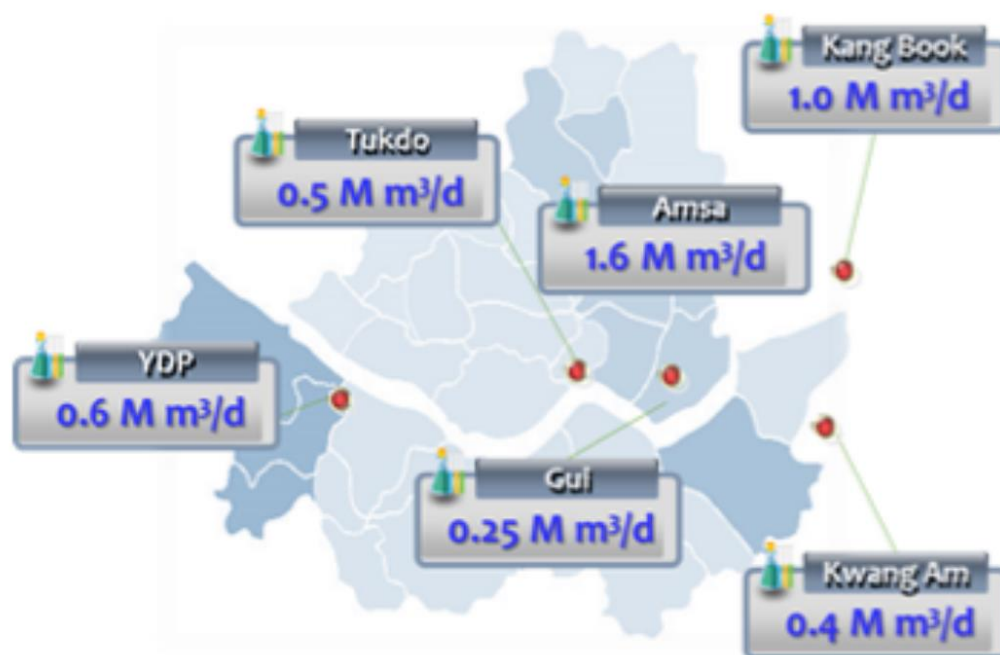 Kang Book
1.0 M m³/d
Tukdo
0.5 M m³/d
Amsa
1.6 M m³/d
YDP
0.6 M m³/d
Gui
0.25 M m³/d
Kwang Am
0.4 M m³/d